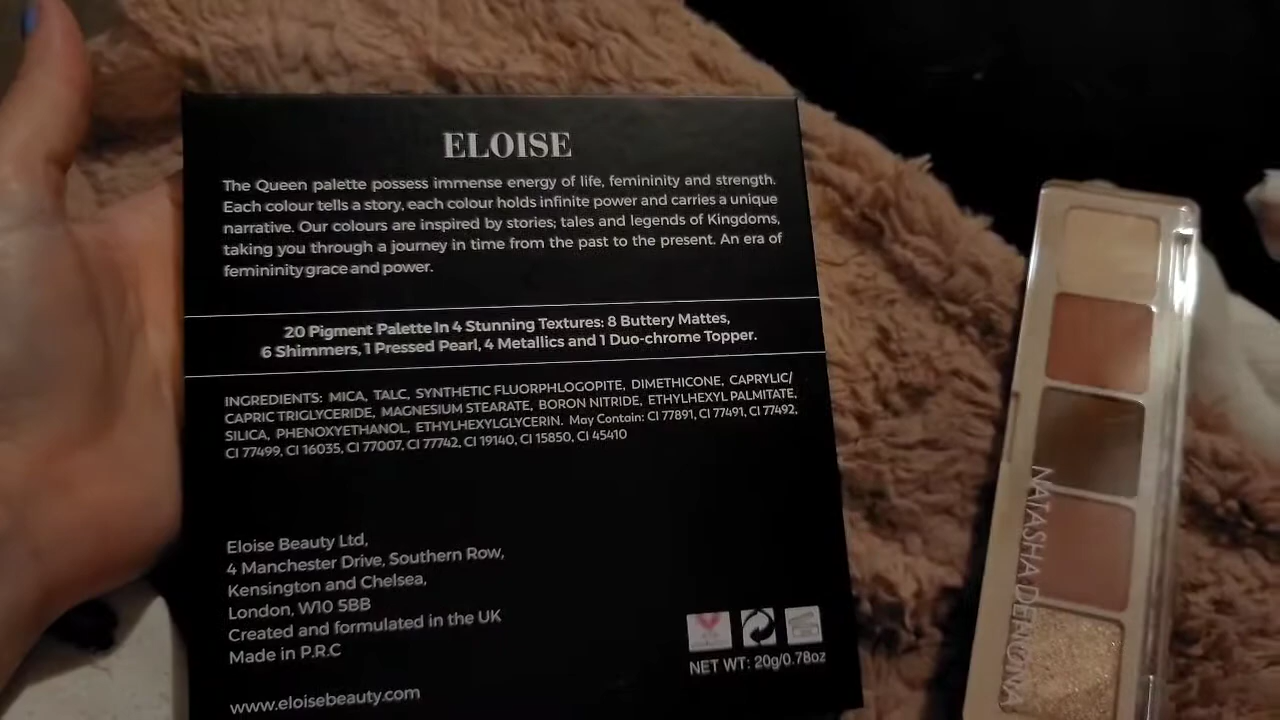 ELOISE
The Queen palette possess immense energy of life, femininity and strength.
Each colour tells a story, each colour holds infinite power and carries a unique
narrative. Our colours are inspired by stories; tales and legends of Kingdoms,
taking you through a journey in time from the past to the present. An era of
femininity grace and power.
20 Pigment Palette In 4 Stunning Textures: 8 Buttery Mattes,
6 Shimmers, 1 Pressed Pearl, 4 Metallics and 1 Duo-chrome Topper.
INGREDIENTS: MICA, TALC, SYNTHETIC FLUORPHLOGOPITE, DIMETHICONE, CAPRYLIC/
CAPRIC TRIGLYCERIDE, MAGNESIUM STEARATE, BORON NITRIDE, ETHYLHEXYL PALMITATE,
SILICA, PHENOXYETHANOL, ETHYLHEXYLGLYCERIN. May Contain: CI 77891, CI 77491, CI 77492,
CI 77499, CI 16035, CI 77007, CI 77742, CI 19140, CI 15850, CI 45410
Eloise Beauty Ltd,
4 Manchester Drive, Southern Row,
Kensington and Chelsea,
London, W10 5BB
Created and formulated in the UK
Made in P.R.C
www.eloisebeauty.com
NET WT: 20g/0.78oz
NATASHA DENONA